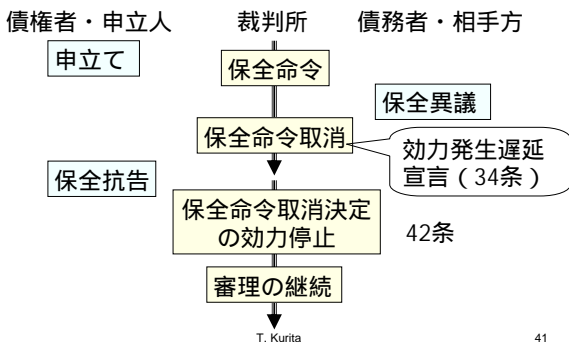 債権者・申立人　裁判所　債務者・相手方
申立て
保全命令
保全異議
保全命令取消
効力発生遅延
宣言（34条）
保全抗告
保全命令取消決定
の効力停止
42条
審理の継続
T. Kurita
41